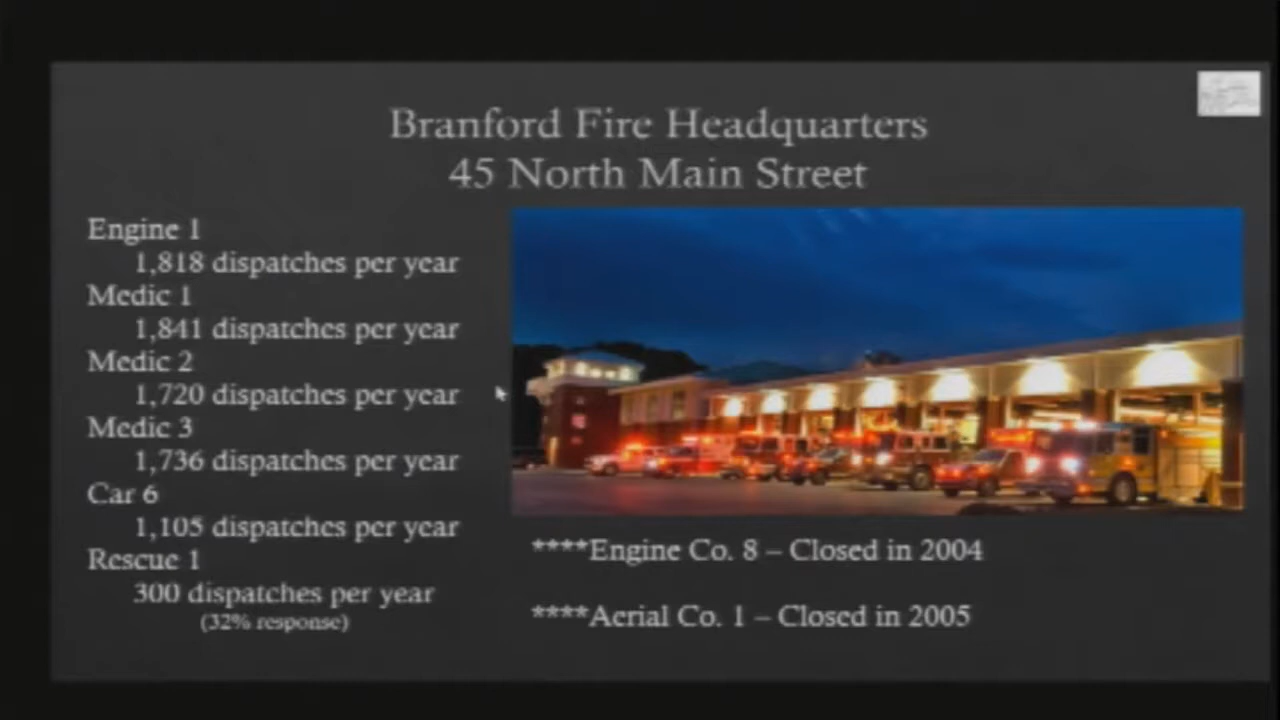 Branford Fire Headquarters
45 North Main Street
Engine 1
1,818 dispatches per year
Medic 1
1,841 dispatches per year
Medic 2
1,720 dispatches per year
Medic 3
1,736 dispatches per year
Car 6
1,105 dispatches per year
Rescue 1
300 dispatches per year
(32% response)
****Engine Co. 8 – Closed in 2004
****Aerial Co. 1 – Closed in 2005